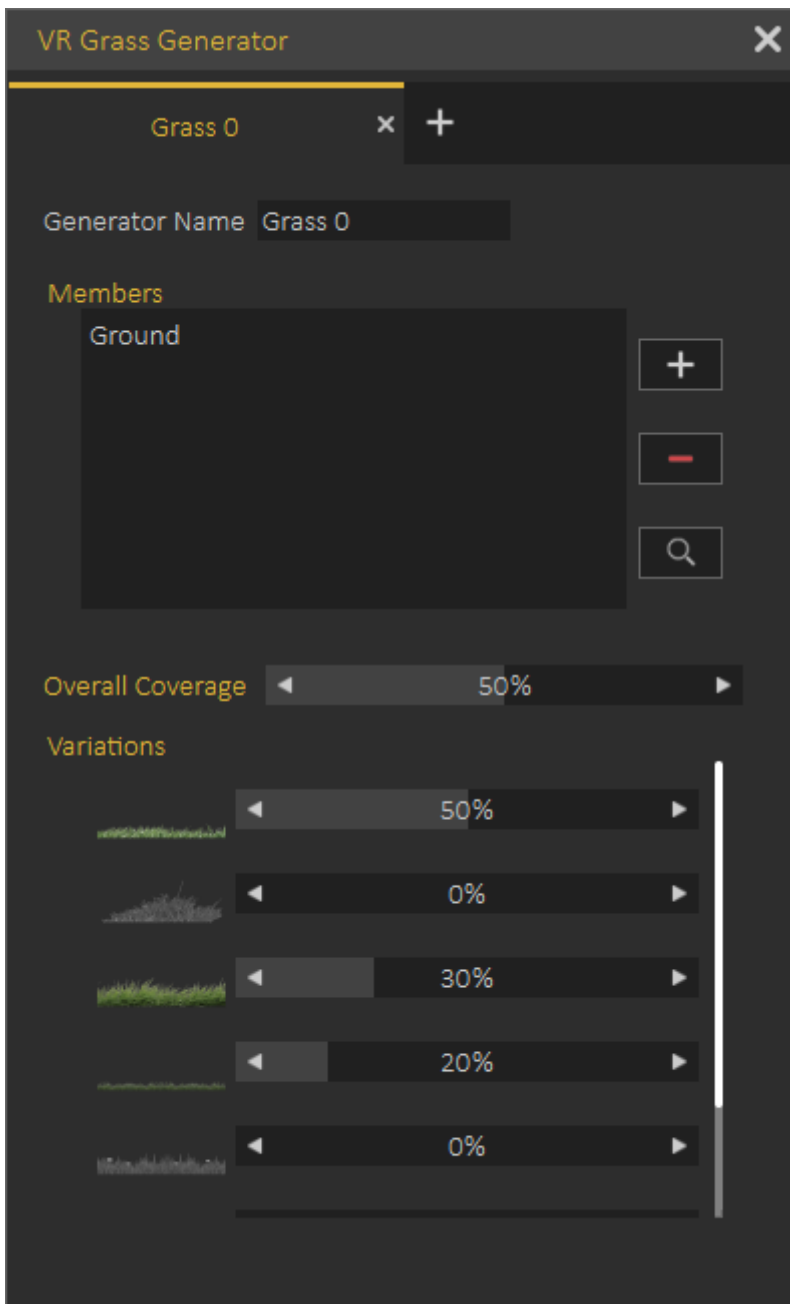 VR Grass Generator
Grass 0
Generator Name Grass 0
Members
Ground
Overall Coverage 50%
Variations
50%
0%
30%
20%
0%